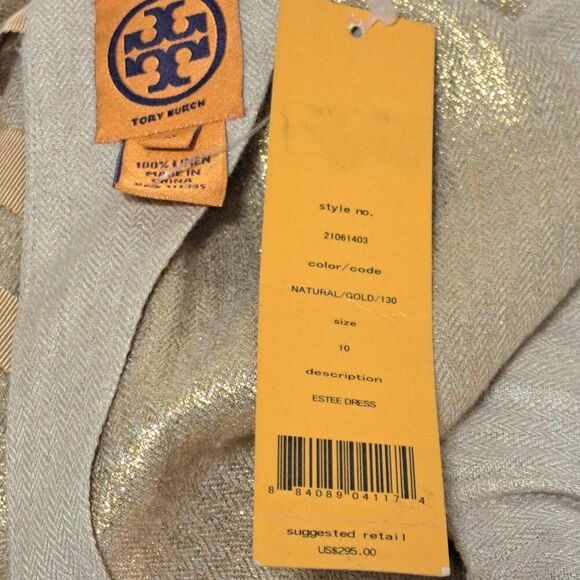 TORY BURCH
100% LINEN
MADE IN
CHINA
style no.
21061403
color/code
NATURAL/GOLD/130
size
10
description
ESTEE DRESS
8 84089 04117 4
suggested retail
US$295.00